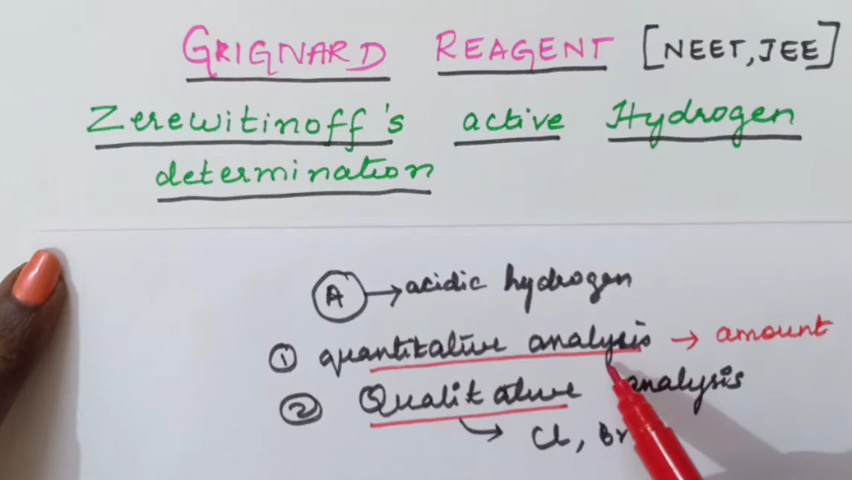 GRIGNARD REAGENT [NEET, JEE]
Zerewitinoff's active Hydrogen
determination
A → acidic hydrogen
① quantitative analysis → amount
② Qualitative analysis
→ Cl, Br